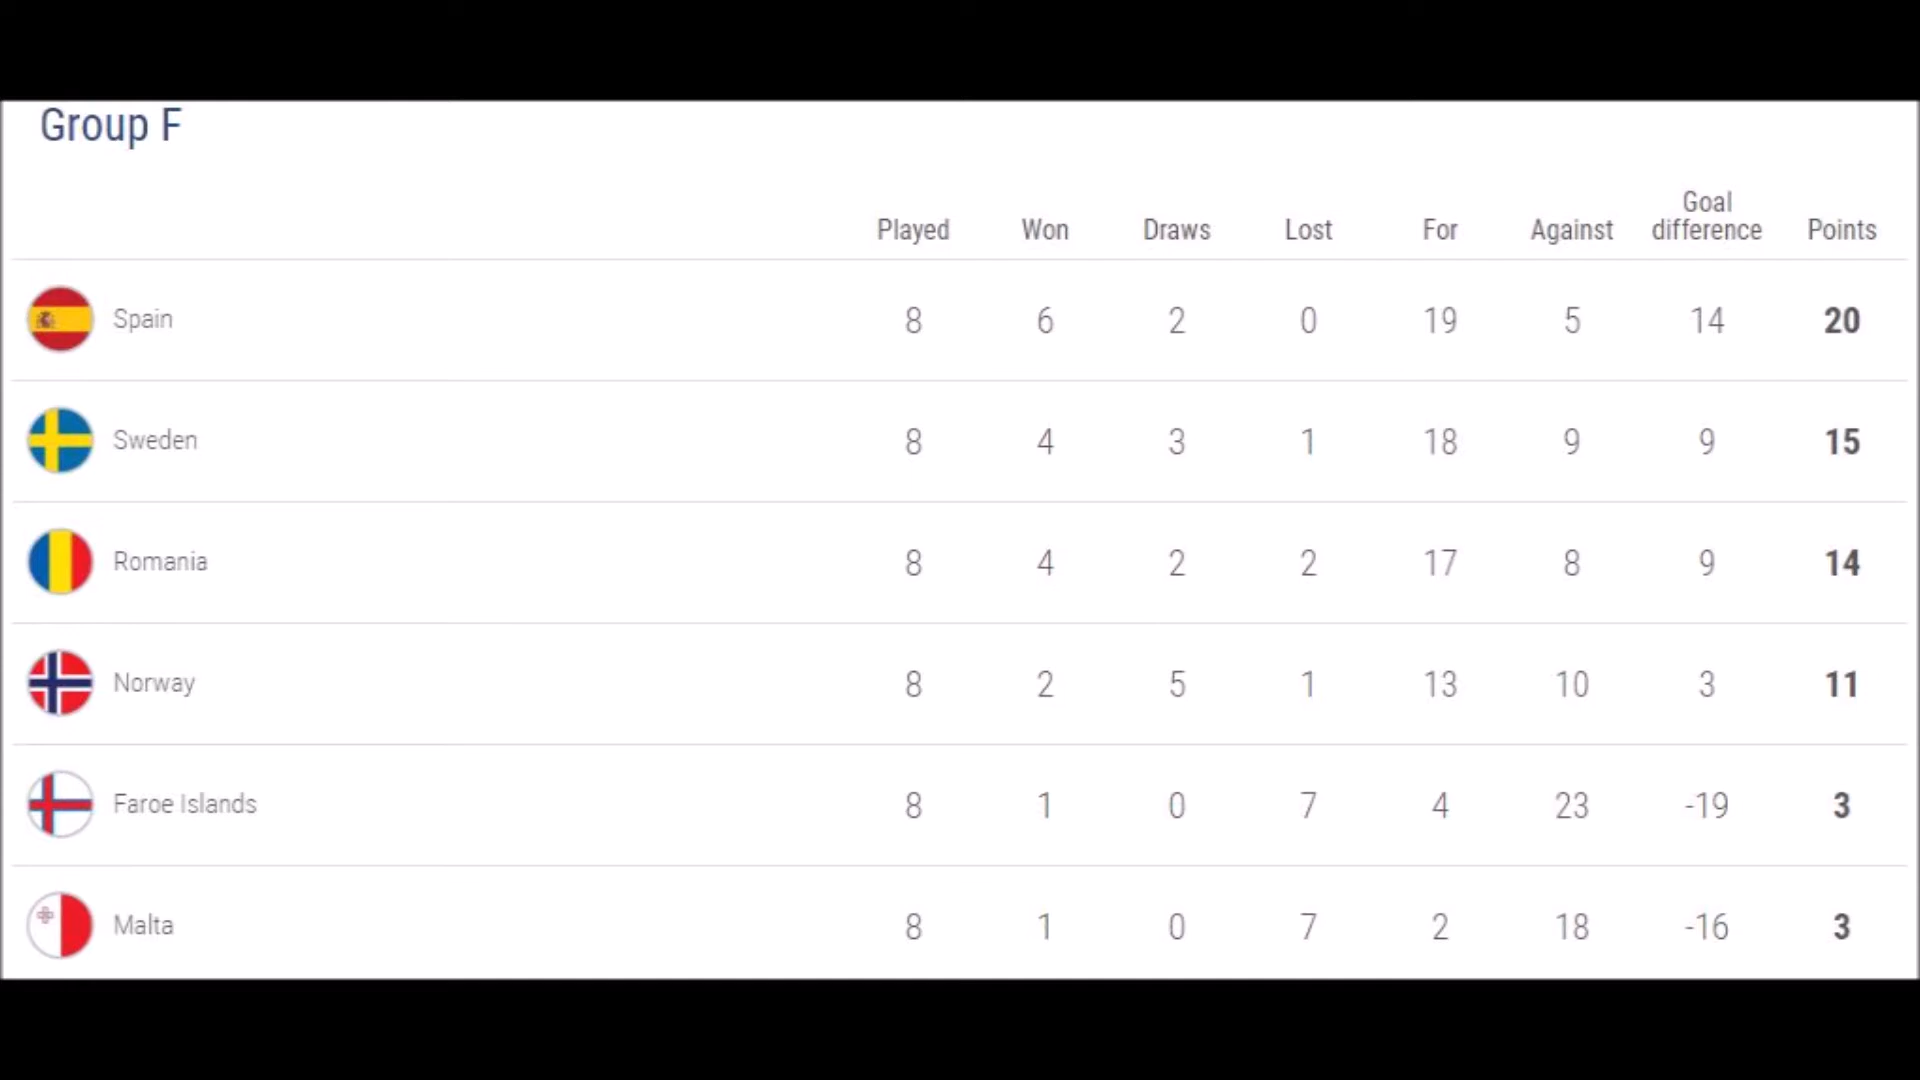 Group F
Played Won Draws Lost For Against Goal difference Points
Spain 8 6 2 0 19 5 14 20
Sweden 8 4 3 1 18 9 9 15
Romania 8 4 2 2 17 8 9 14
Norway 8 2 5 1 13 10 3 11
Faroe Islands 8 1 0 7 4 23 -19 3
Malta 8 1 0 7 2 18 -16 3